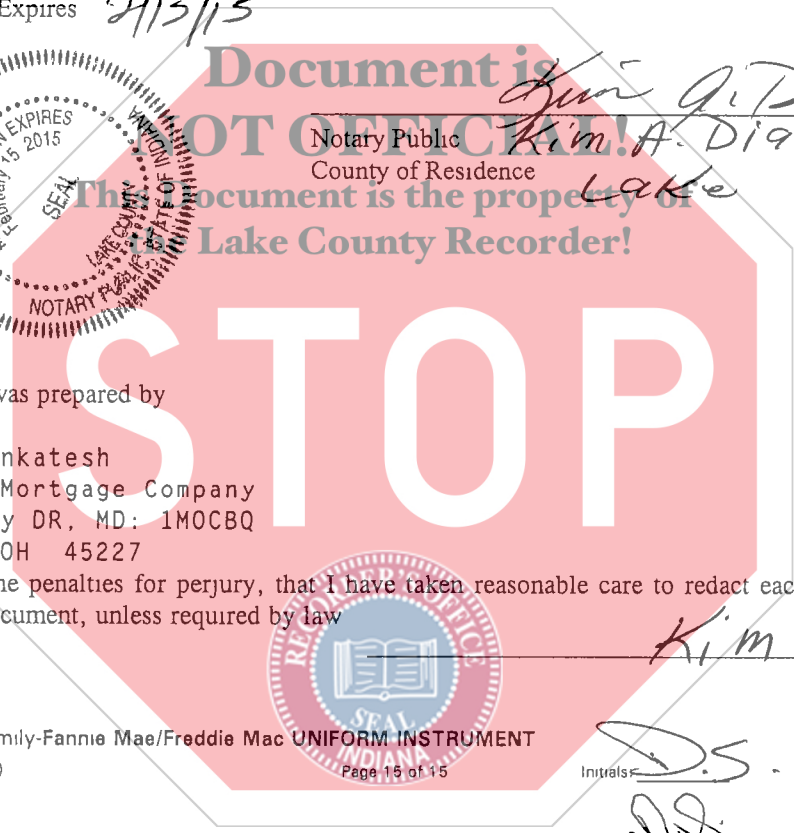 Expires 2/15/15
Document is
NOT OFFICIAL!
This Document is the property of
the Lake County Recorder!
Notary Public Kim A. Dia
County of Residence
Lake
EXPIRES
February 15 2015
SEAL
LAKE COUNTY
NOTARY PUBLIC, STATE OF INDIANA
STOP
was prepared by
nkatesh
Mortgage Company
y DR, MD: 1MOCBQ
OH 45227
he penalties for perjury, that I have taken reasonable care to redact eac
cument, unless required by law
Kim
RECORDER'S OFFICE
SEAL
INDIANA
mily-Fannie Mae/Freddie Mac UNIFORM INSTRUMENT
Page 15 of 15
Initials: D.S.